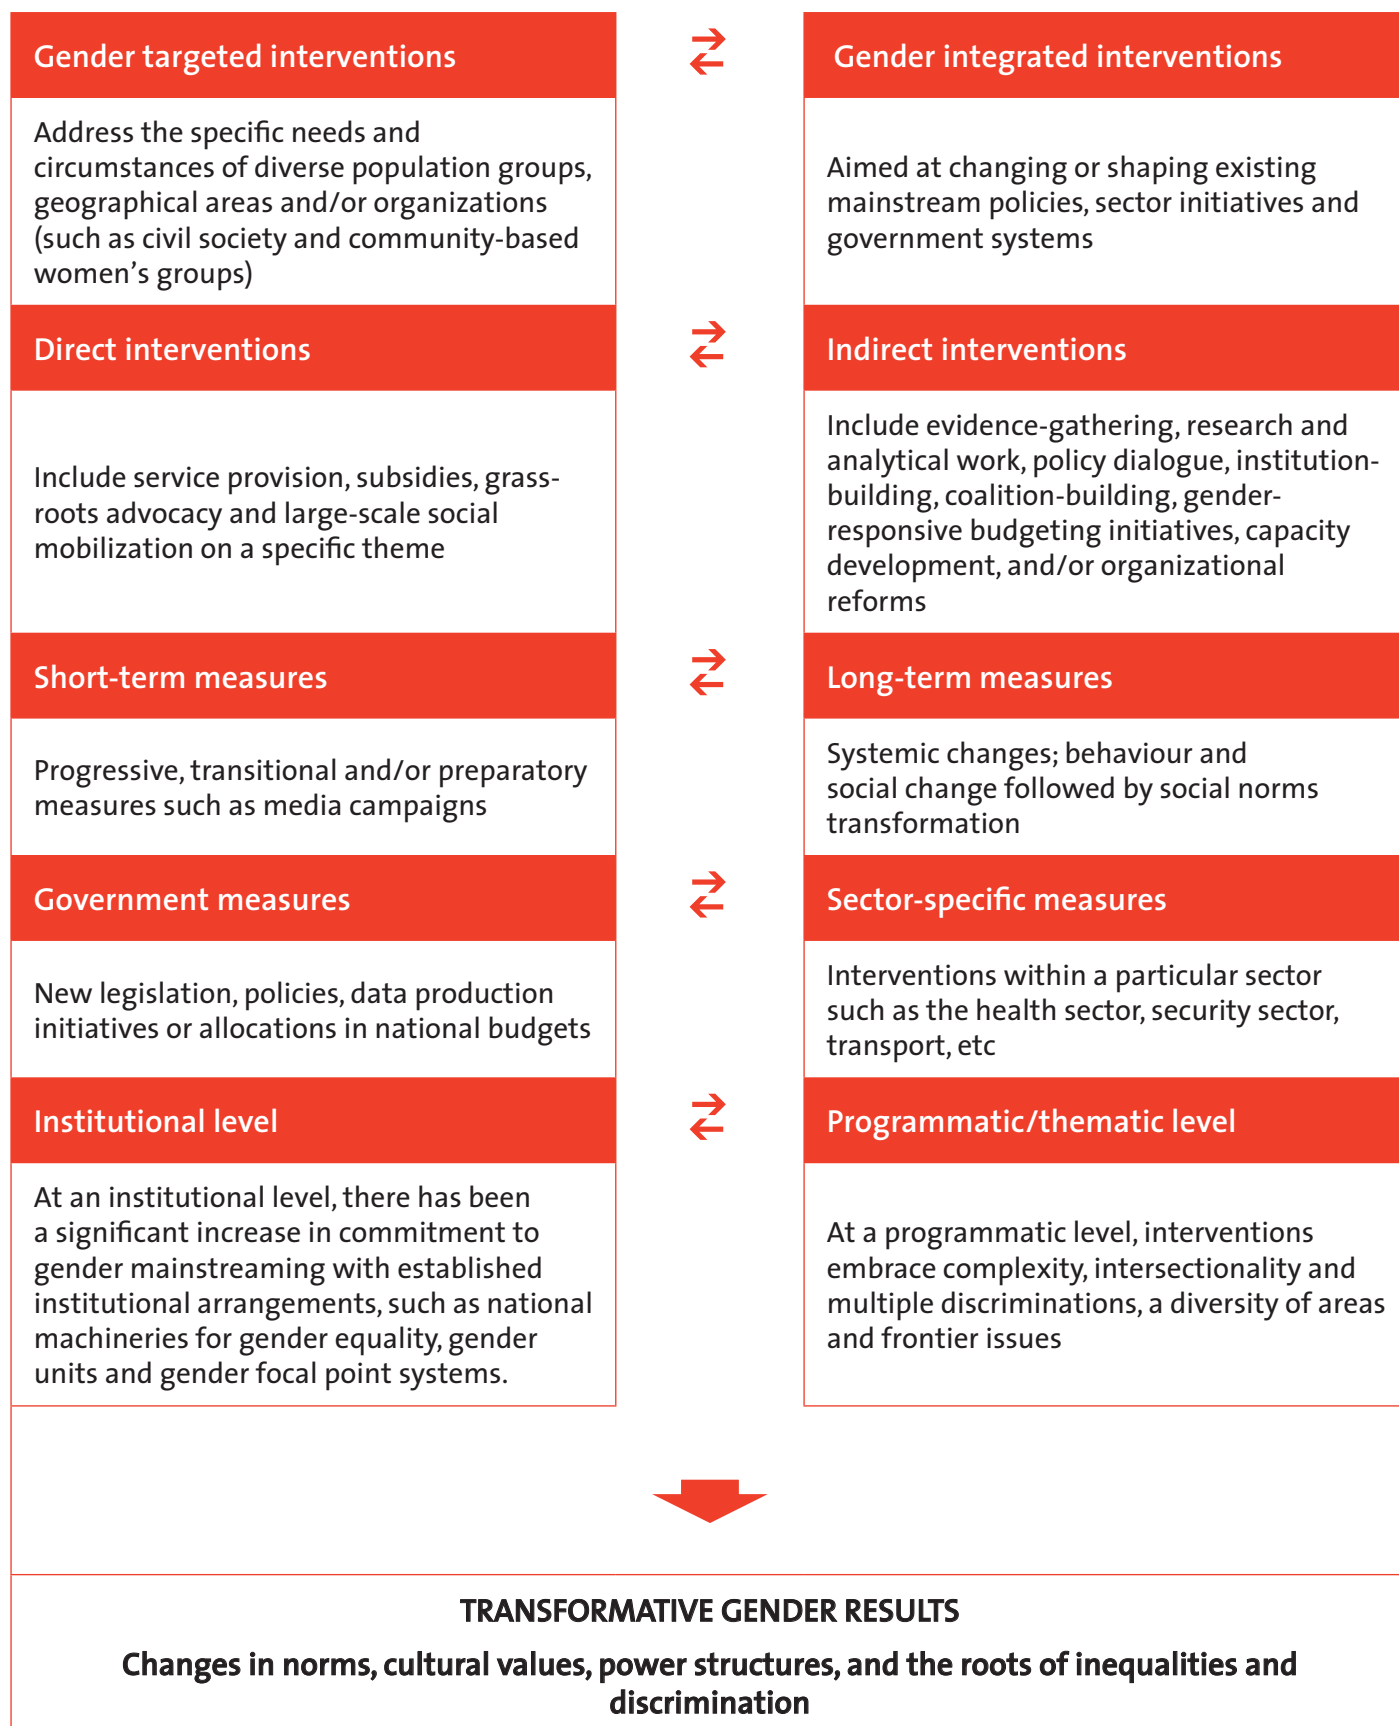 Gender targeted interventions
Gender integrated interventions
Address the specific needs and
circumstances of diverse population groups,
geographical areas and/or organizations
(such as civil society and community-based
women's groups)
Aimed at changing or shaping existing
mainstream policies, sector initiatives and
government systems
Direct interventions
Indirect interventions
Include service provision, subsidies, grass-
roots advocacy and large-scale social
mobilization on a specific theme
Include evidence-gathering, research and
analytical work, policy dialogue, institution-
building, coalition-building, gender-
responsive budgeting initiatives, capacity
development, and/or organizational
reforms
Short-term measures
Long-term measures
Progressive, transitional and/or preparatory
measures such as media campaigns
Systemic changes; behaviour and
social change followed by social norms
transformation
Government measures
Sector-specific measures
New legislation, policies, data production
initiatives or allocations in national budgets
Interventions within a particular sector
such as the health sector, security sector,
transport, etc
Institutional level
Programmatic/thematic level
At an institutional level, there has been
a significant increase in commitment to
gender mainstreaming with established
institutional arrangements, such as national
machineries for gender equality, gender
units and gender focal point systems.
At a programmatic level, interventions
embrace complexity, intersectionality and
multiple discriminations, a diversity of areas
and frontier issues
TRANSFORMATIVE GENDER RESULTS
Changes in norms, cultural values, power structures, and the roots of inequalities and
discrimination